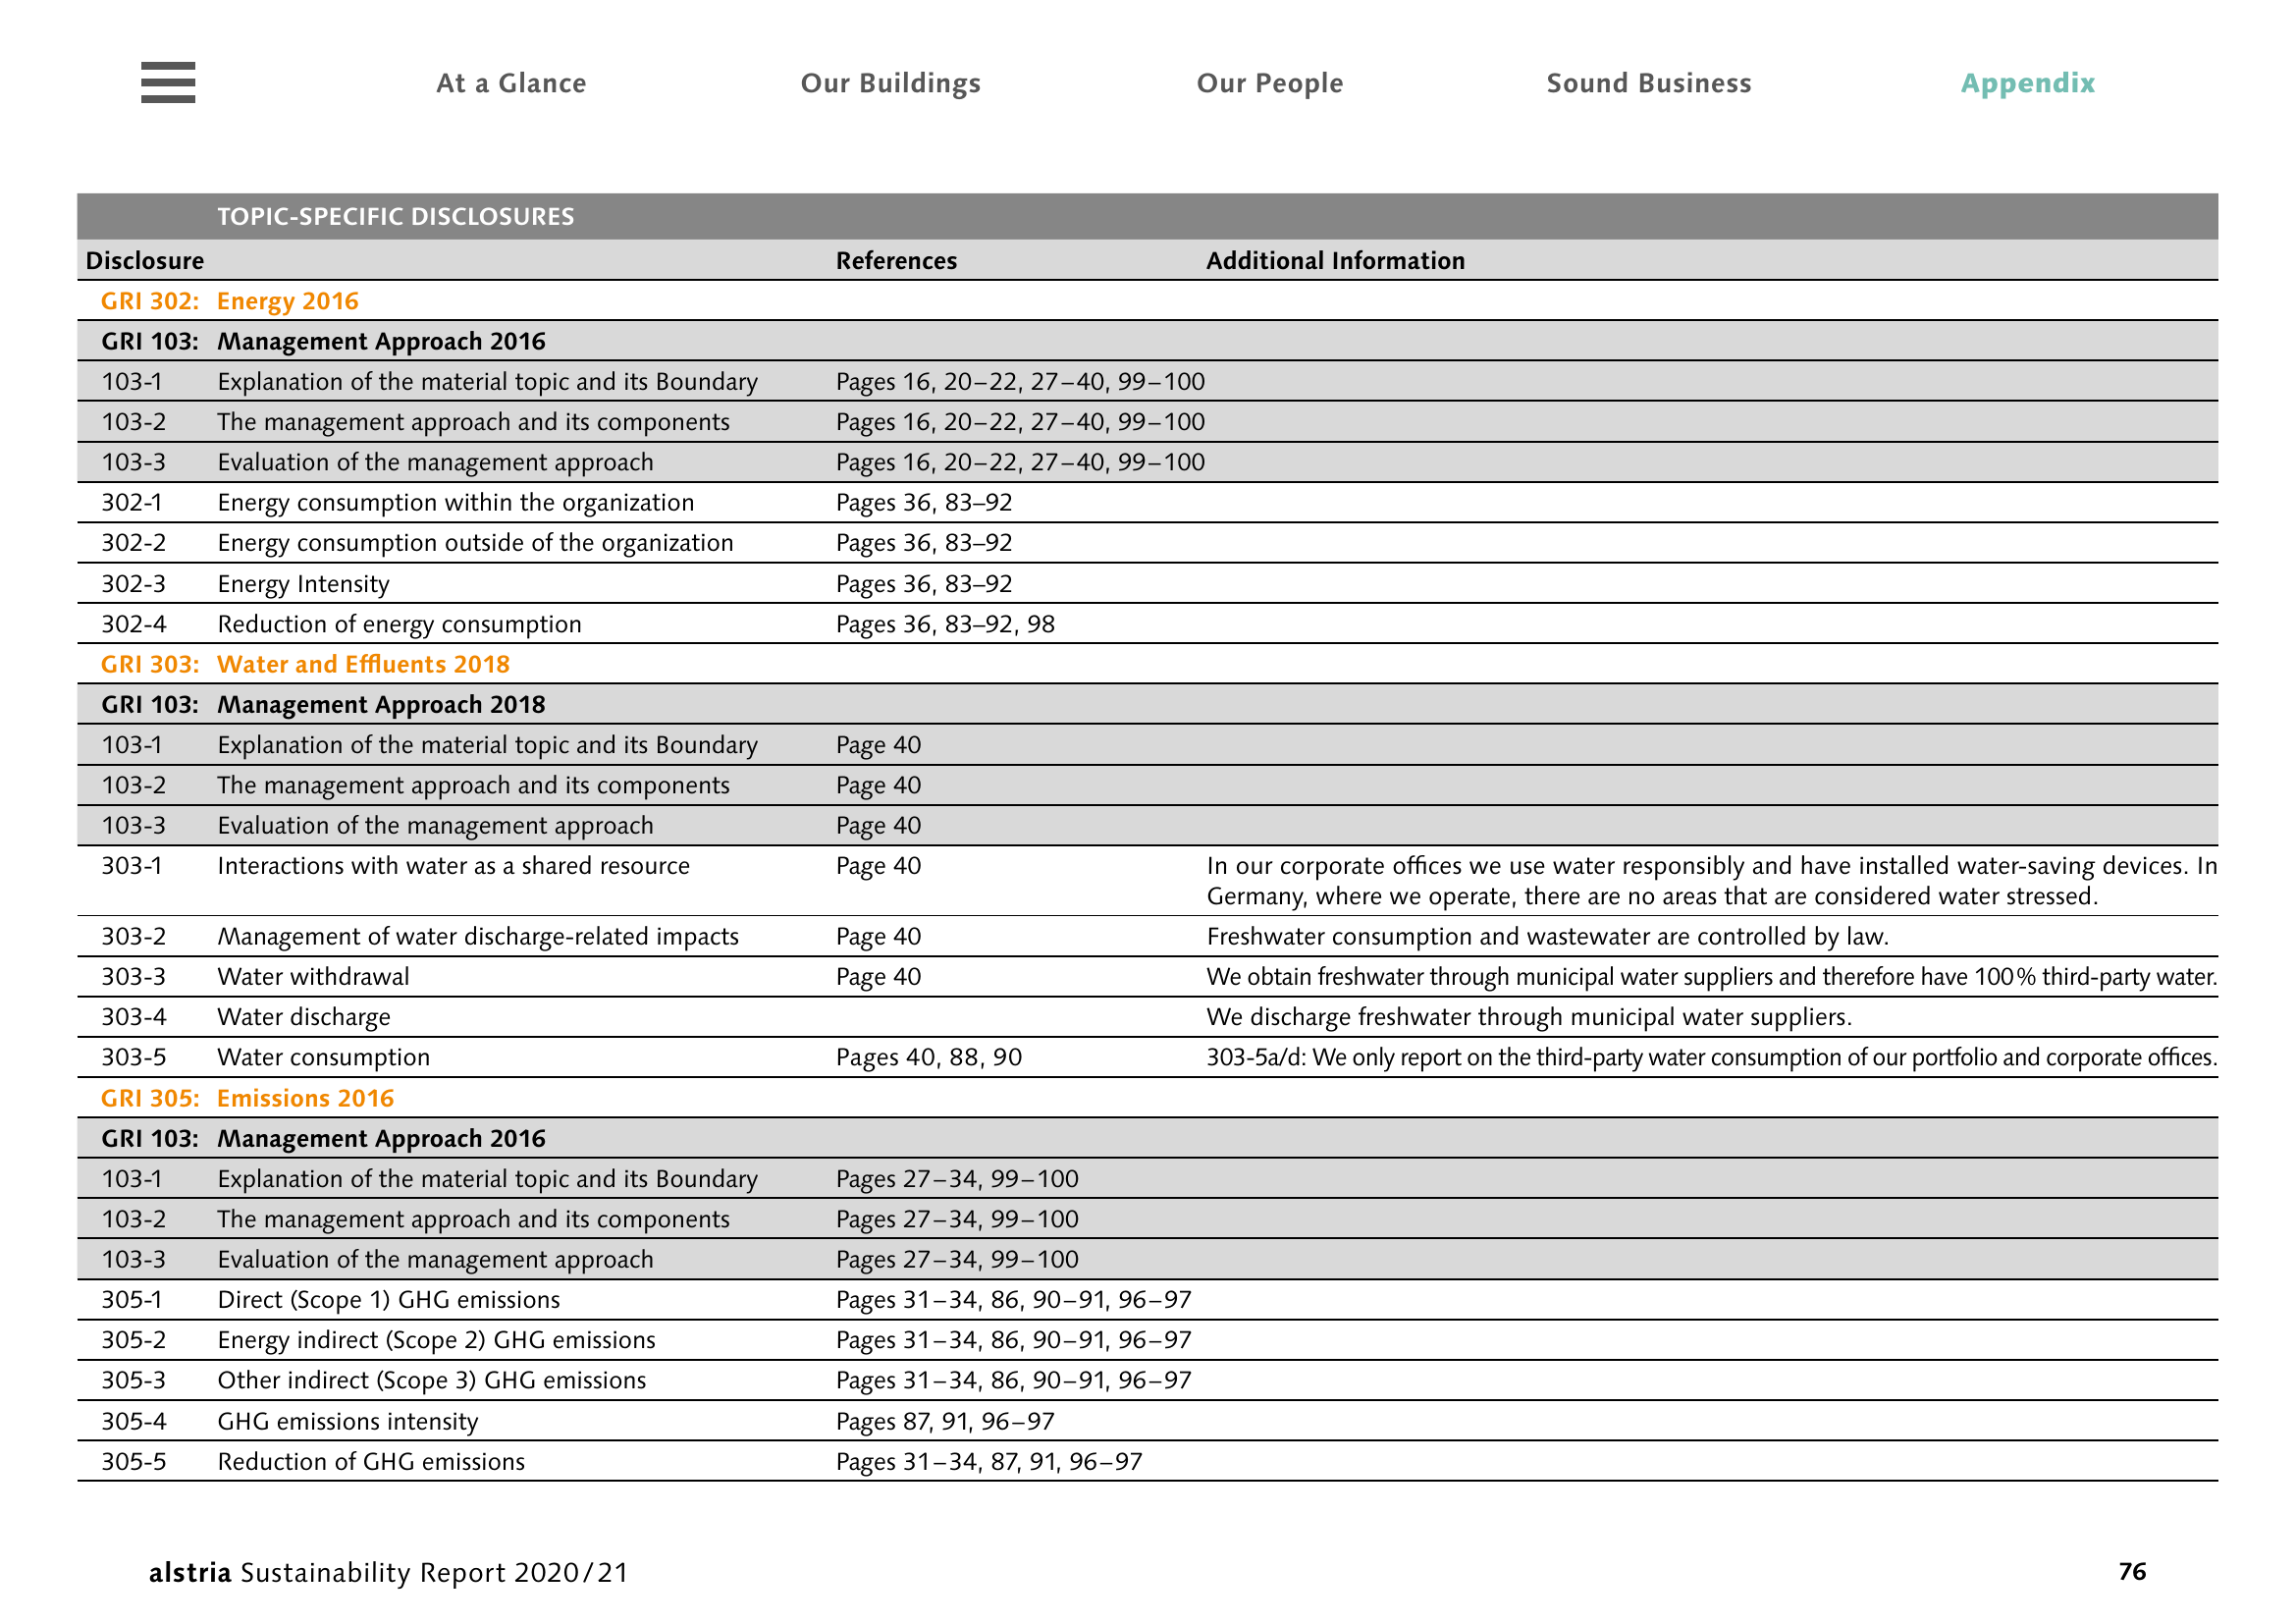 At a Glance Our Buildings Our People Sound Business Appendix
TOPIC-SPECIFIC DISCLOSURES
Disclosure References Additional Information
GRI 302: Energy 2016
GRI 103: Management Approach 2016
103-1 Explanation of the material topic and its Boundary Pages 16, 20–22, 27–40, 99–100
103-2 The management approach and its components Pages 16, 20–22, 27–40, 99–100
103-3 Evaluation of the management approach Pages 16, 20–22, 27–40, 99–100
302-1 Energy consumption within the organization Pages 36, 83–92
302-2 Energy consumption outside of the organization Pages 36, 83–92
302-3 Energy Intensity Pages 36, 83–92
302-4 Reduction of energy consumption Pages 36, 83–92, 98
GRI 303: Water and Effluents 2018
GRI 103: Management Approach 2018
103-1 Explanation of the material topic and its Boundary Page 40
103-2 The management approach and its components Page 40
103-3 Evaluation of the management approach Page 40
303-1 Interactions with water as a shared resource Page 40 In our corporate offices we use water responsibly and have installed water-saving devices. In
Germany, where we operate, there are no areas that are considered water stressed.
303-2 Management of water discharge-related impacts Page 40 Freshwater consumption and wastewater are controlled by law.
303-3 Water withdrawal Page 40 We obtain freshwater through municipal water suppliers and therefore have 100% third-party water.
303-4 Water discharge We discharge freshwater through municipal water suppliers.
303-5 Water consumption Pages 40, 88, 90 303-5a/d: We only report on the third-party water consumption of our portfolio and corporate offices.
GRI 305: Emissions 2016
GRI 103: Management Approach 2016
103-1 Explanation of the material topic and its Boundary Pages 27–34, 99–100
103-2 The management approach and its components Pages 27–34, 99–100
103-3 Evaluation of the management approach Pages 27–34, 99–100
305-1 Direct (Scope 1) GHG emissions Pages 31–34, 86, 90–91, 96–97
305-2 Energy indirect (Scope 2) GHG emissions Pages 31–34, 86, 90–91, 96–97
305-3 Other indirect (Scope 3) GHG emissions Pages 31–34, 86, 90–91, 96–97
305-4 GHG emissions intensity Pages 87, 91, 96–97
305-5 Reduction of GHG emissions Pages 31–34, 87, 91, 96–97
alstria Sustainability Report 2020/21 76